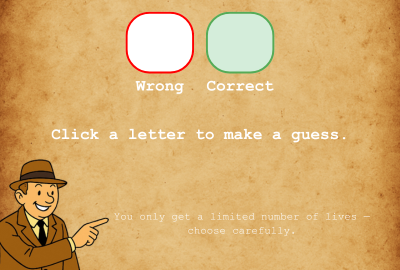 Wrong Correct
Click a letter to make a guess.
You only get a limited number of lives —
choose carefully.